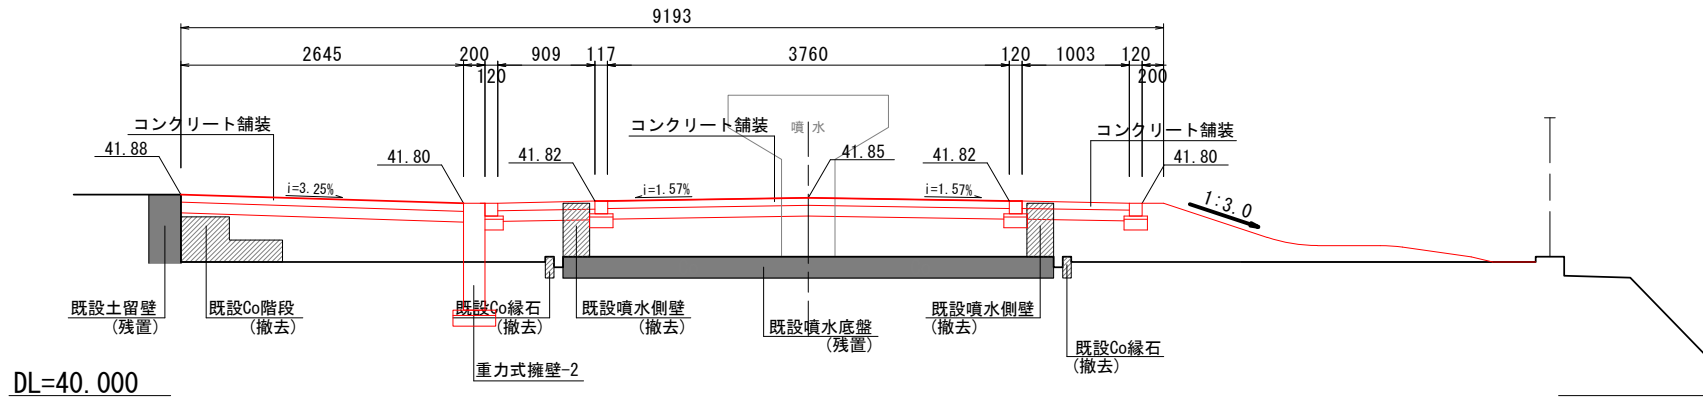 9193
2645 200 909 117 3760 120 1003 120
120 200
噴水
コンクリート舗装 コンクリート舗装 コンクリート舗装
41.88 41.80 41.82 41.85 41.82 41.80
i=3.25% i=1.57% i=1.57%
1:3.0
既設土留壁
(残置)
既設Co階段
(撤去)
既設Co縁石
(撤去)
既設噴水側壁
(撤去)
既設噴水底盤
(残置)
既設噴水側壁
(撤去)
既設Co縁石
(撤去)
重力式擁壁-2
DL=40.000